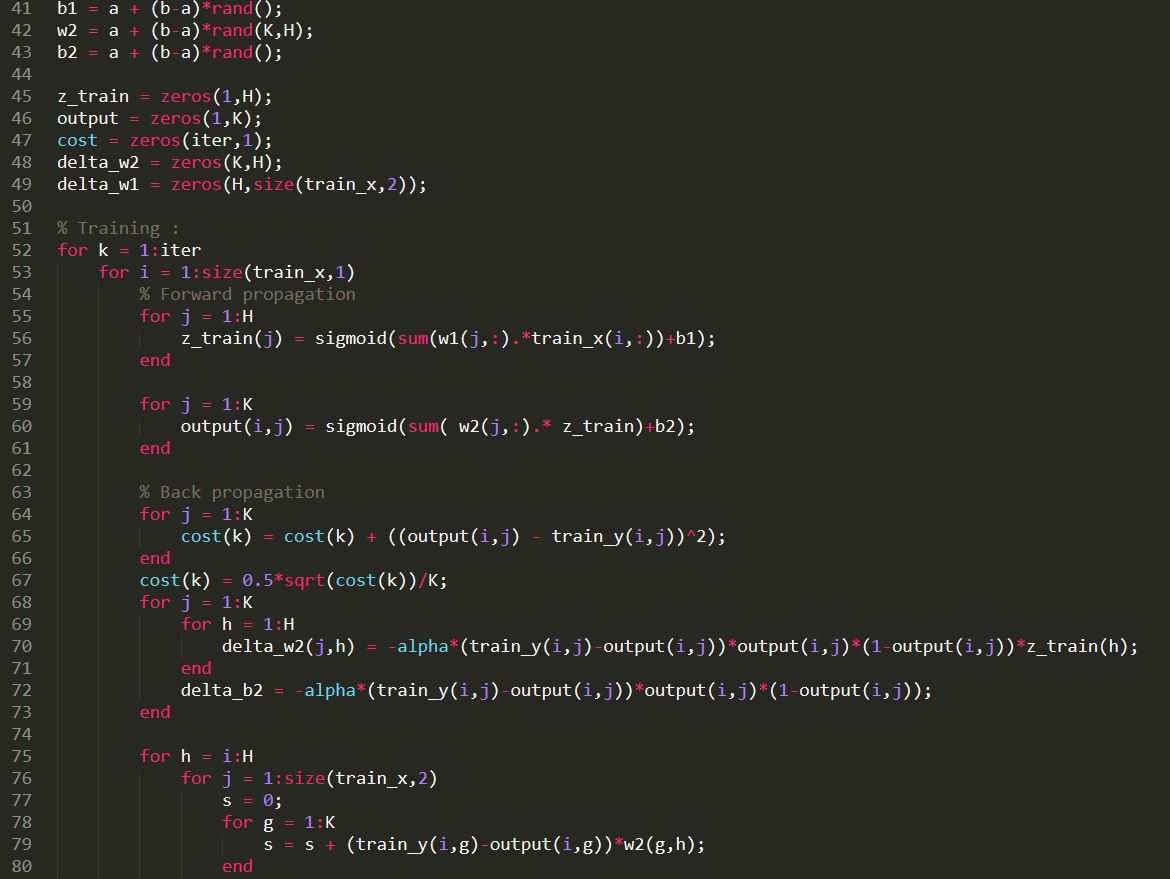 41 b1 = a + (b-a)*rand();
42 w2 = a + (b-a)*rand(K,H);
43 b2 = a + (b-a)*rand();
44
45 z_train = zeros(1,H);
46 output = zeros(1,K);
47 cost = zeros(iter,1);
48 delta_w2 = zeros(K,H);
49 delta_w1 = zeros(H,size(train_x,2));
50
51 % Training :
52 for k = 1:iter
53     for i = 1:size(train_x,1)
54         % Forward propagation
55         for j = 1:H
56             z_train(j) = sigmoid(sum(w1(j,:).*train_x(i,:))+b1);
57         end
58
59         for j = 1:K
60             output(i,j) = sigmoid(sum( w2(j,:).* z_train)+b2);
61         end
62
63         % Back propagation
64         for j = 1:K
65             cost(k) = cost(k) + ((output(i,j) - train_y(i,j))^2);
66         end
67         cost(k) = 0.5*sqrt(cost(k))/K;
68         for j = 1:K
69             for h = 1:H
70                 delta_w2(j,h) = -alpha*(train_y(i,j)-output(i,j))*output(i,j)*(1-output(i,j))*z_train(h);
71             end
72             delta_b2 = -alpha*(train_y(i,j)-output(i,j))*output(i,j)*(1-output(i,j));
73         end
74
75         for h = i:H
76             for j = 1:size(train_x,2)
77                 s = 0;
78                 for g = 1:K
79                     s = s + (train_y(i,g)-output(i,g))*w2(g,h);
80                 end